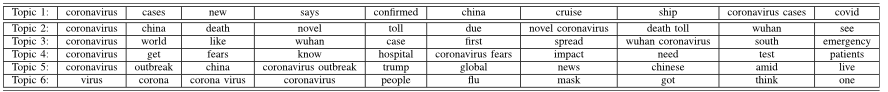 Topic 1: coronavirus cases new says confirmed china cruise ship coronavirus cases covid
Topic 2: coronavirus china death novel toll due novel coronavirus death toll wuhan see
Topic 3: coronavirus world like wuhan case first spread wuhan coronavirus south emergency
Topic 4: coronavirus get fears know hospital coronavirus fears impact need test patients
Topic 5: coronavirus outbreak china coronavirus outbreak trump global news chinese amid live
Topic 6: virus corona corona virus coronavirus people flu mask got think one